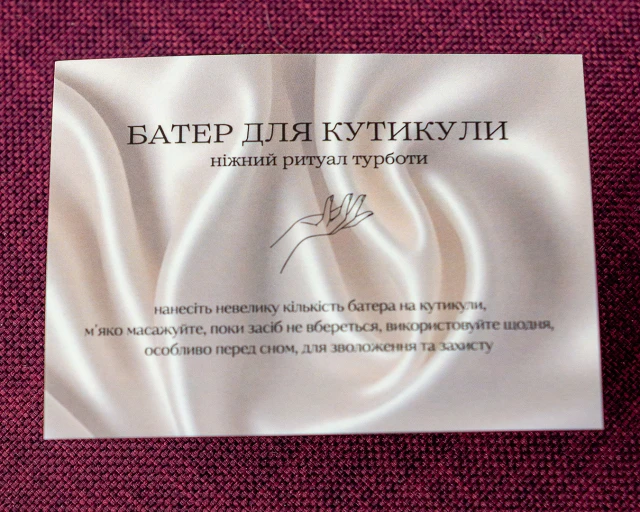 БАТЕР ДЛЯ КУТИКУЛИ
ніжний ритуал турботи
нанесіть невелику кількість батера на кутикули,
м'яко масажуйте, поки засіб не вбереться, використовуйте щодня,
особливо перед сном, для зволоження та захисту